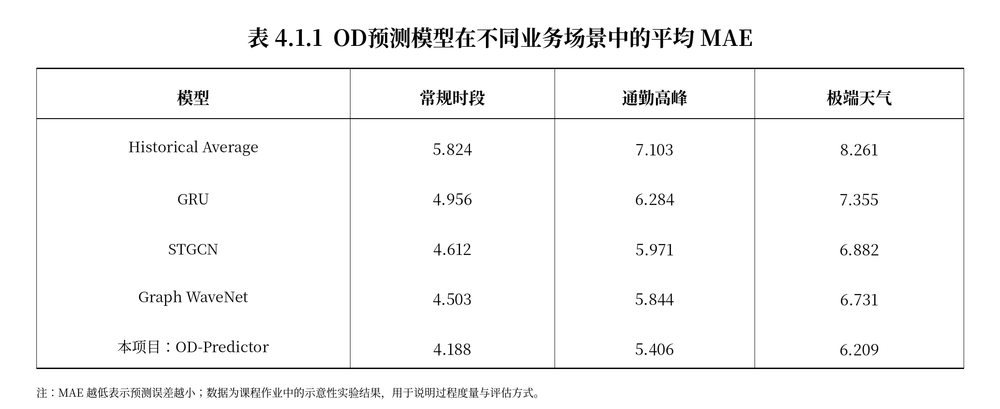 表 4.1.1 OD预测模型在不同业务场景中的平均 MAE
模型 常规时段 通勤高峰 极端天气
Historical Average 5.824 7.103 8.261
GRU 4.956 6.284 7.355
STGCN 4.612 5.971 6.882
Graph WaveNet 4.503 5.844 6.731
本项目：OD-Predictor 4.188 5.406 6.209
注：MAE 越低表示预测误差越小；数据为课程作业中的示意性实验结果，用于说明过程度量与评估方式。